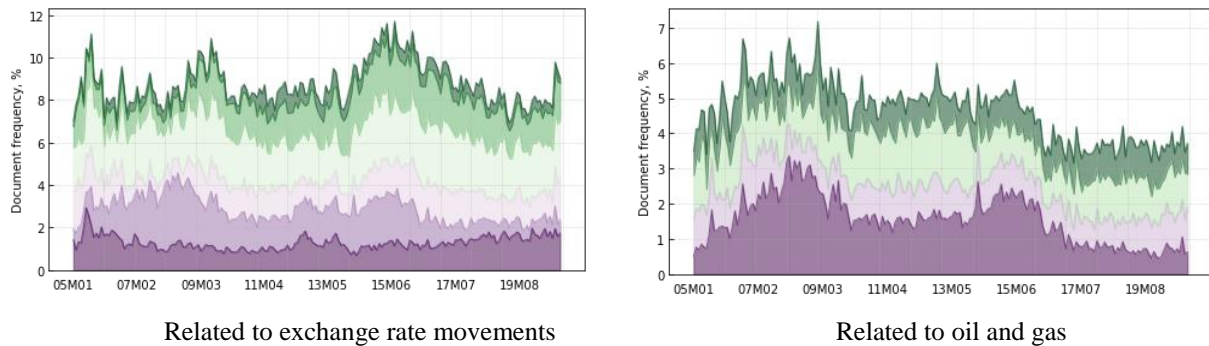 12
10
8
6
4
2
0
Document frequency, %
05M01 07M02 09M03 11M04 13M05 15M06 17M07 19M08
Related to exchange rate movements
7
6
5
4
3
2
1
0
Document frequency, %
05M01 07M02 09M03 11M04 13M05 15M06 17M07 19M08
Related to oil and gas